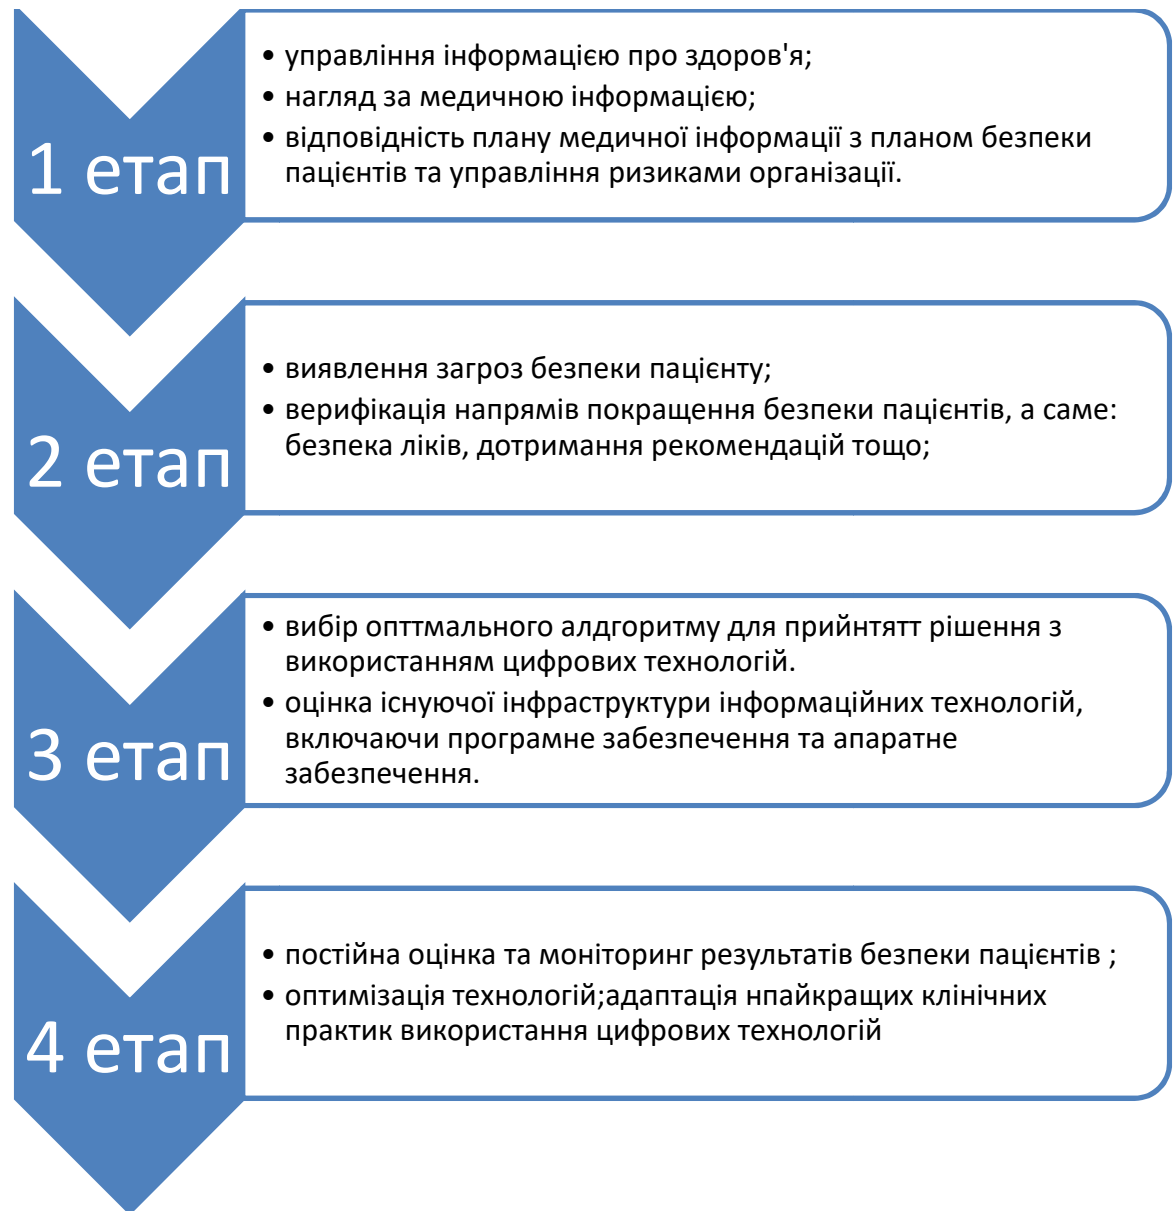 1 етап
• управління інформацією про здоров'я;
• нагляд за медичною інформацією;
• відповідність плану медичної інформації з планом безпеки
пацієнтів та управління ризиками організації.
2 етап
• виявлення загроз безпеки пацієнту;
• верифікація напрямів покращення безпеки пацієнтів, а саме:
безпека ліків, дотримання рекомендацій тощо;
3 етап
• вибір опттмального алдгоритму для прийнтятт рішення з
використанням цифрових технологій.
• оцінка існуючої інфраструктури інформаційних технологій,
включаючи програмне забезпечення та апаратне
забезпечення.
4 етап
• постійна оцінка та моніторинг результатів безпеки пацієнтів ;
• оптимізація технологій;адаптація нпайкращих клінічних
практик використання цифрових технологій